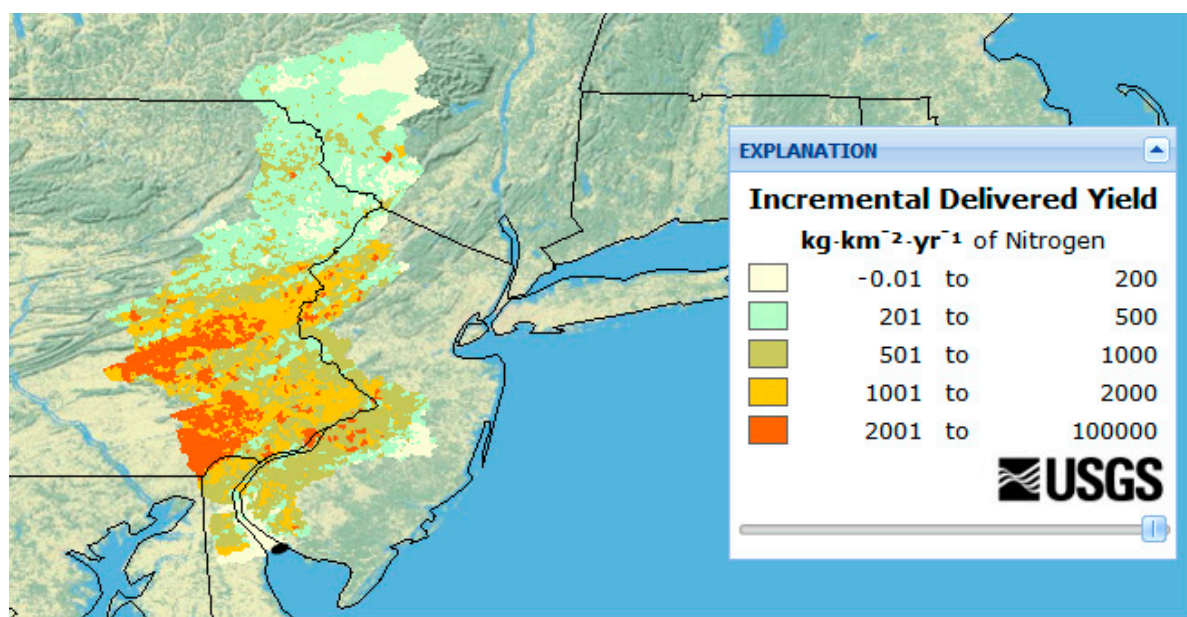 EXPLANATION
Incremental Delivered Yield
kg·km⁻²·yr⁻¹ of Nitrogen
-0.01 to 200
201 to 500
501 to 1000
1001 to 2000
2001 to 100000
USGS